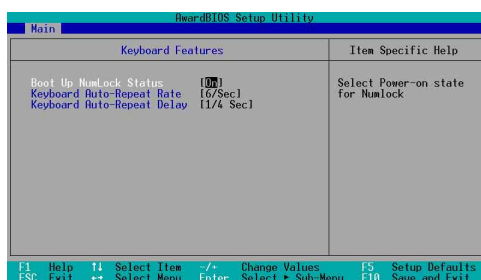 AwardBIOS Setup Utility
Main
Keyboard Features
Item Specific Help
Boot Up NumLock Status [On]
Keyboard Auto-Repeat Rate [6/Sec]
Keyboard Auto-Repeat Delay [1/4 Sec]
Select Power-on state
for Numlock
F1 Help ↑↓ Select Item -/+ Change Values F5 Setup Defaults
ESC Exit ↔ Select Menu Enter Select ► Sub-Menu F10 Save and Exit